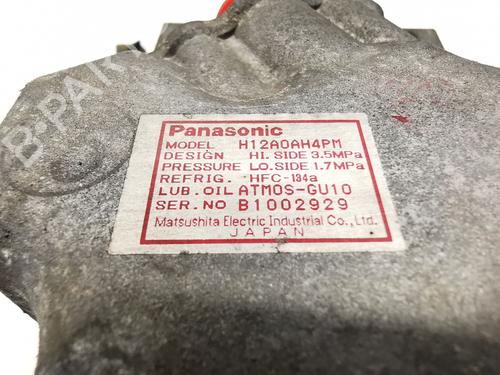 Panasonic
MODEL H12A0AH4PM
DESIGN HI. SIDE 3.5MPa
PRESSURE LO. SIDE 1.7MPa
REFRIG. HFC-134a
LUB. OIL ATMOS-GU10
SER. NO B1002929
Matsushita Electric Industrial Co., Ltd.
JAPAN
B-PARTS